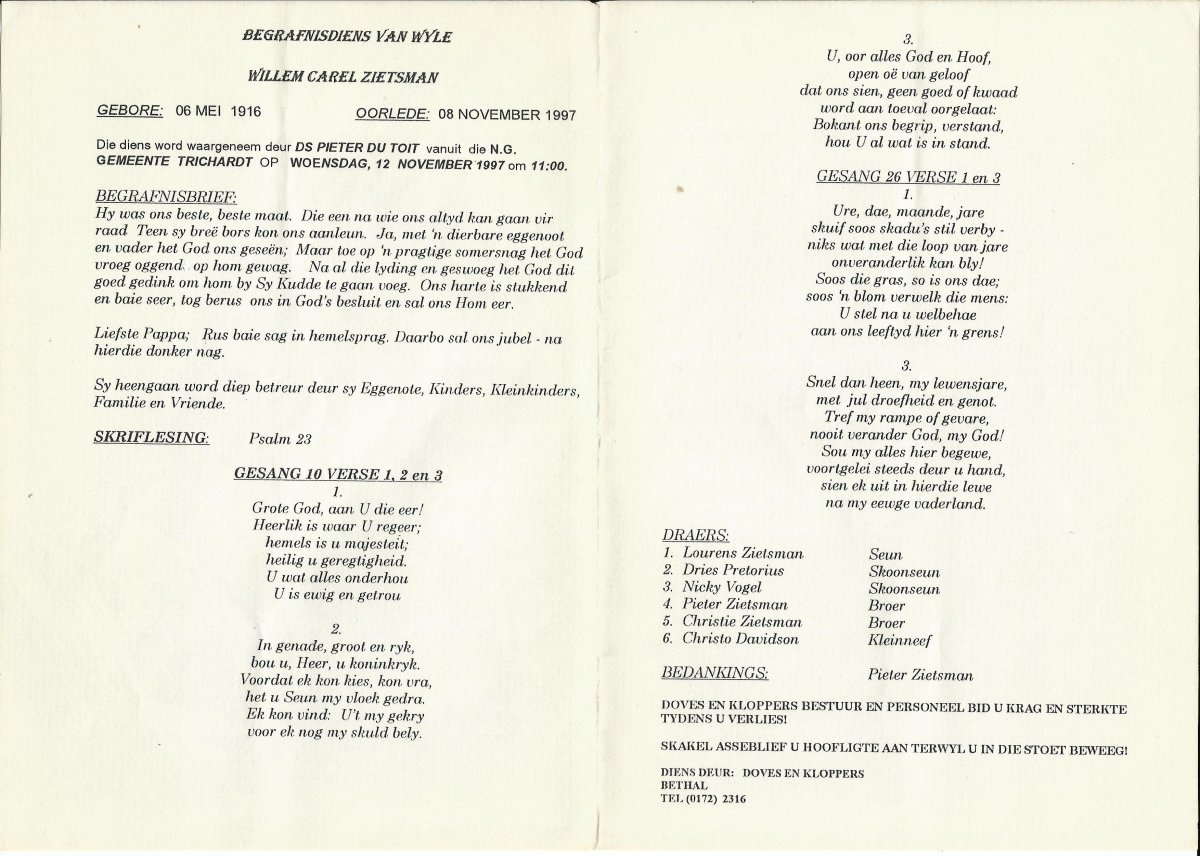 BEGRAFNISDIENS VAN WYLE
WILLEM CAREL ZIETSMAN
GEBORE: 06 MEI 1916 OORLEDE: 08 NOVEMBER 1997
Die diens word waargeneem deur DS PIETER DU TOIT vanuit die N.G.
GEMEENTE TRICHARDT OP WOENSDAG, 12 NOVEMBER 1997 om 11:00.
BEGRAFNISBRIEF:
Hy was ons beste, beste maat. Die een na wie ons altyd kan gaan vir
raad Teen sy breë bors kon ons aanleun. Ja, met 'n dierbare eggenoot
en vader het God ons geseën; Maar toe op 'n pragtige somersnag het God
vroeg oggend op hom gewag. Na al die lyding en geswoeg het God dit
goed gedink om hom by Sy Kudde te gaan voeg. Ons harte is stukkend
en baie seer, tog berus ons in God's besluit en sal ons Hom eer.
Liefste Pappa; Rus baie sag in hemelsprag. Daarbo sal ons jubel - na
hierdie donker nag.
Sy heengaan word diep betreur deur sy Eggenote, Kinders, Kleinkinders,
Familie en Vriende.
SKRIFLESING: Psalm 23
GESANG 10 VERSE 1, 2 en 3
1.
Grote God, aan U die eer!
Heerlik is waar U regeer;
hemels is u majesteit;
heilig u geregtigheid.
U wat alles onderhou
U is ewig en getrou
2.
In genade, groot en ryk,
bou u, Heer, u koninkryk.
Voordat ek kon kies, kon vra,
het u Seun my vloek gedra.
Ek kon vind: U't my gekry
voor ek nog my skuld bely.
3.
U, oor alles God en Hoof,
open oë van geloof
dat ons sien, geen goed of kwaad
word aan toeval oorgelaat:
Bokant ons begrip, verstand,
hou U al wat is in stand.
GESANG 26 VERSE 1 en 3
1.
Ure, dae, maande, jare
skuif soos skadu's stil verby -
niks wat met die loop van jare
onveranderlik kan bly!
Soos die gras, so is ons dae;
soos 'n blom verwelk die mens:
U stel na u welbehae
aan ons leeftyd hier 'n grens!
3.
Snel dan heen, my lewensjare,
met jul droefheid en genot.
Tref my rampe of gevare,
nooit verander God, my God!
Sou my alles hier begewe,
voortgelei steeds deur u hand,
sien ek uit in hierdie lewe
na my eewge vaderland.
DRAERS:
1. Lourens Zietsman Seun
2. Dries Pretorius Skoonseun
3. Nicky Vogel Skoonseun
4. Pieter Zietsman Broer
5. Christie Zietsman Broer
6. Christo Davidson Kleinneef
BEDANKINGS: Pieter Zietsman
DOVES EN KLOPPERS BESTUUR EN PERSONEEL BID U KRAG EN STERKTE
TYDENS U VERLIES!
SKAKEL ASSEBLIEF U HOOFLIGTE AAN TERWYL U IN DIE STOET BEWEEG!
DIENS DEUR: DOVES EN KLOPPERS
BETHAL
TEL (0172) 2316